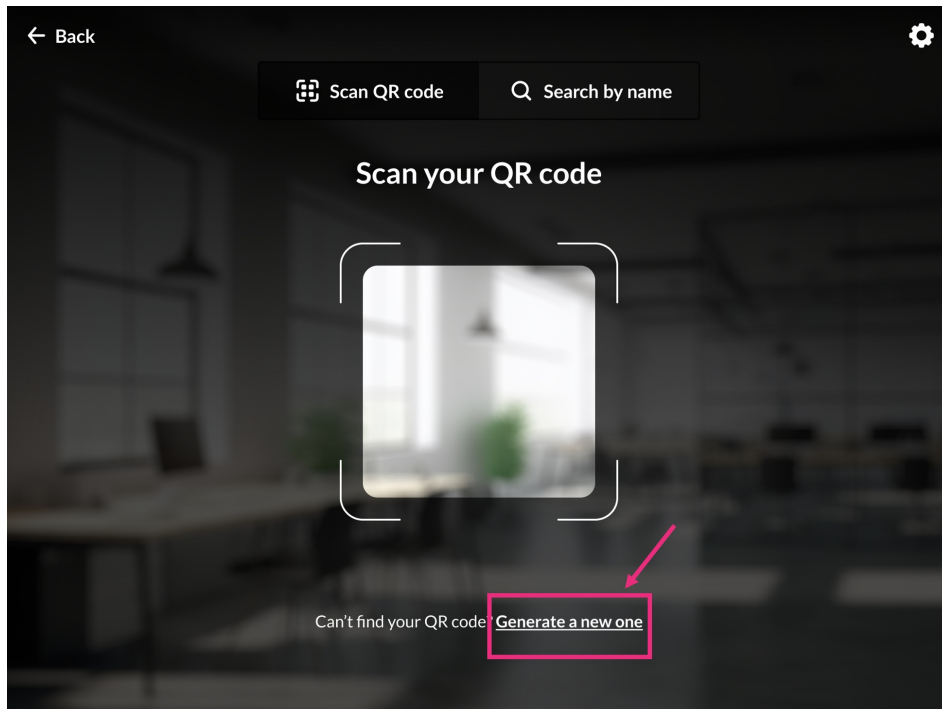 Back
Scan QR code
Search by name
Scan your QR code
Can't find your QR code? Generate a new one